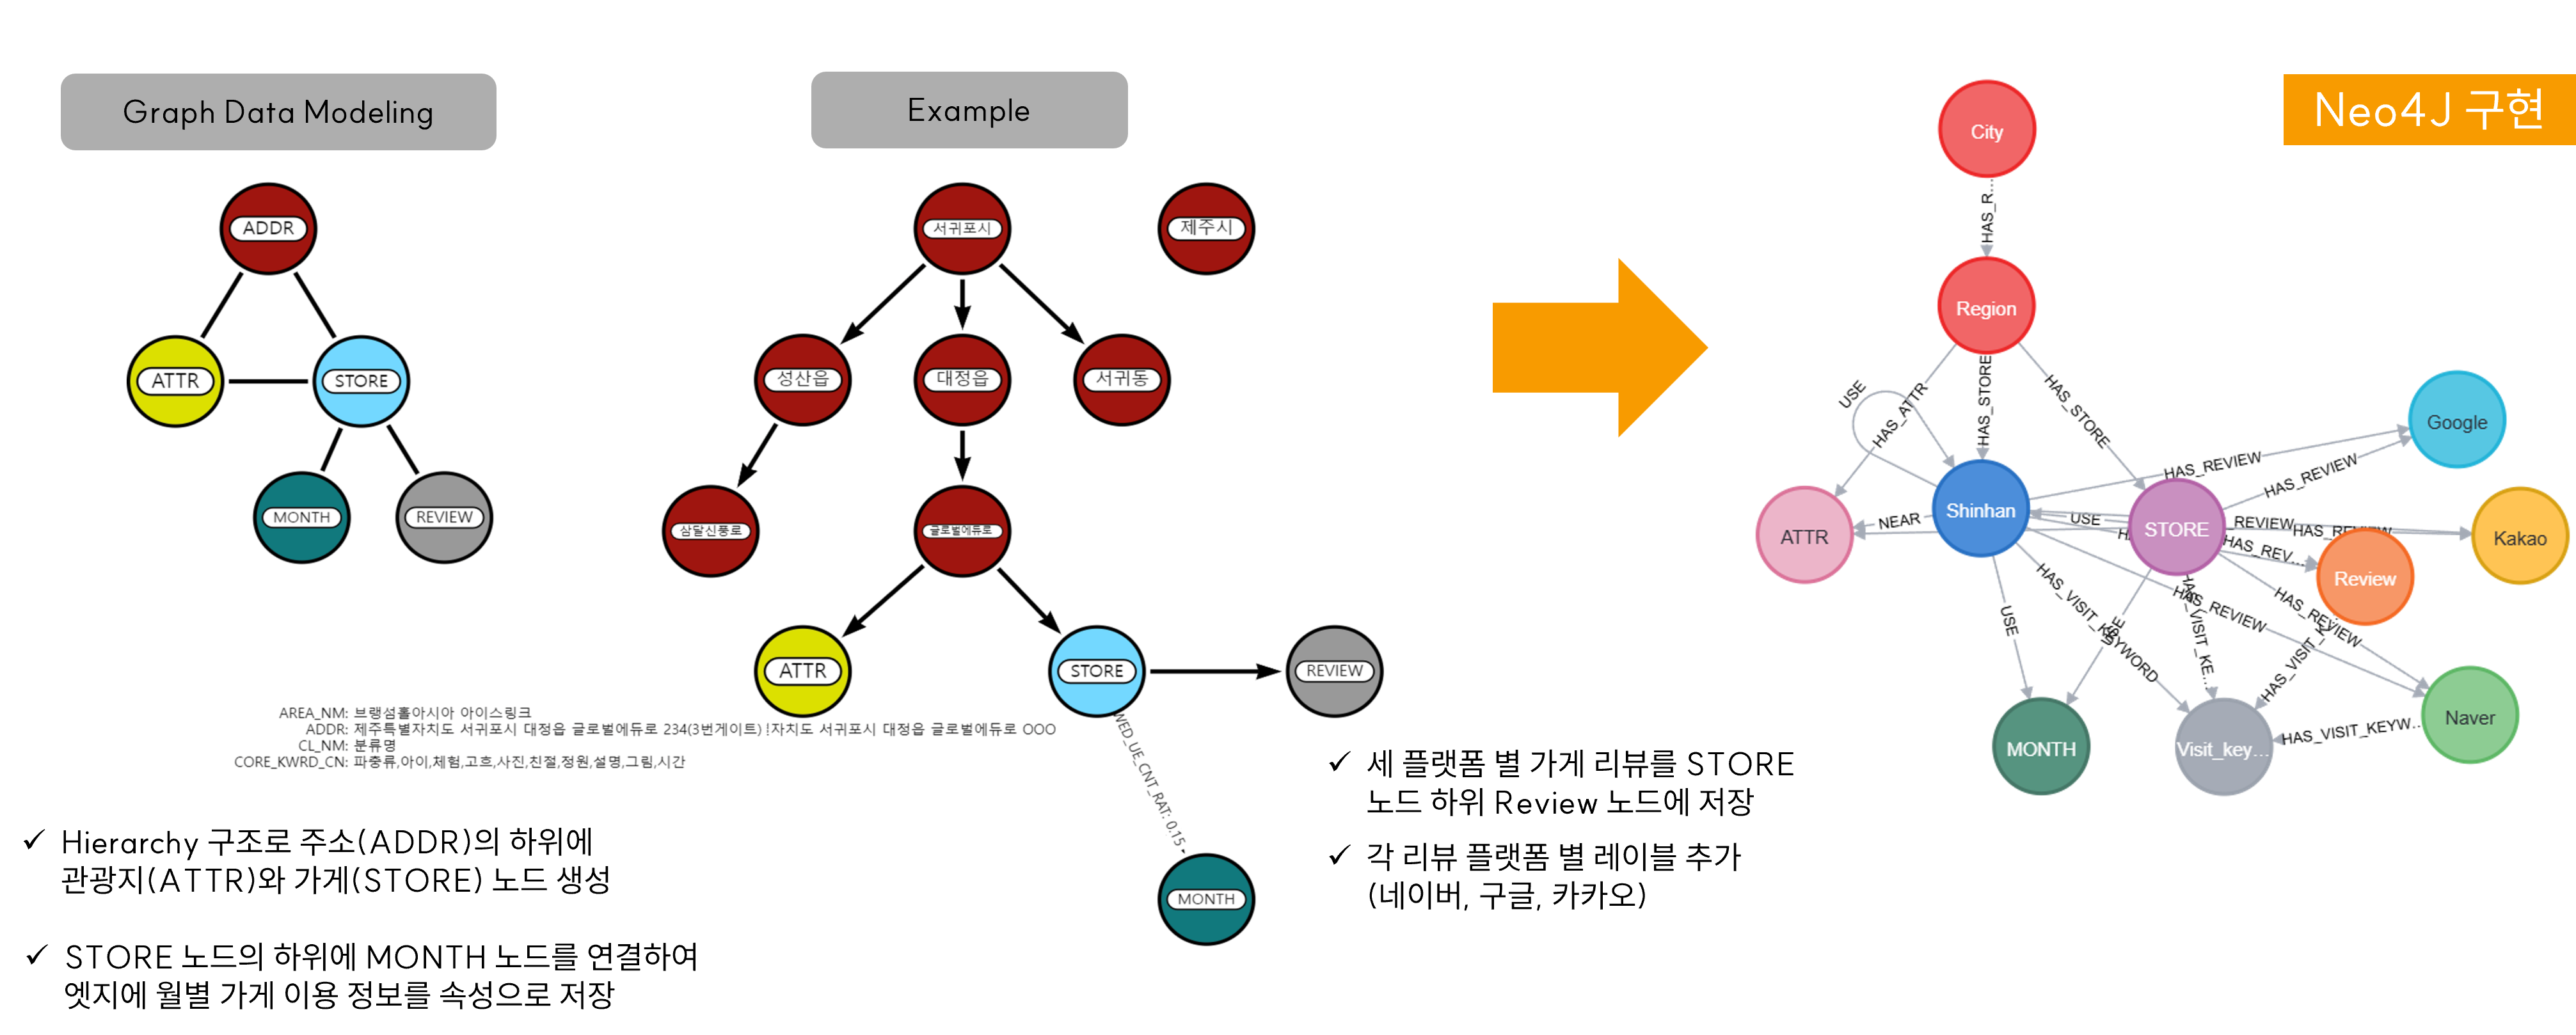 Graph Data Modeling
Example
Neo4J 구현
ADDR
ATTR
STORE
MONTH
REVIEW
서귀포시
제주시
성산읍
대정읍
서귀동
삼달신풍로
글로벌에듀로
ATTR
STORE
REVIEW
AREA_NM: 브랭섬홀아시아 아이스링크
ADDR: 제주특별자치도 서귀포시 대정읍 글로벌에듀로 234(3번게이트)
자치도 서귀포시 대정읍 글로벌에듀로 OOO
CL_NM: 분류명
CORE_KWRD_CN: 파충류,아이,체험,고흐,사진,친절,정원,설명,그림,시간
WED_UE_CNT_RAT: 0.15
MONTH
✓ Hierarchy 구조로 주소(ADDR)의 하위에
관광지(ATTR)와 가게(STORE) 노드 생성
✓ STORE 노드의 하위에 MONTH 노드를 연결하여
엣지에 월별 가게 이용 정보를 속성으로 저장
✓ 세 플랫폼 별 가게 리뷰를 STORE
노드 하위 Review 노드에 저장
✓ 각 리뷰 플랫폼 별 레이블 추가
(네이버, 구글, 카카오)
City
HAS_R...
Region
USE
HAS_ATTR
HAS_STORE
HAS_STORE
Google
HAS_REVIEW
HAS_REVIEW
Shinhan
STORE
ATTR
NEAR
USE
_REVIEW
HAS_REVIEW
Kakao
HAS_REV...
Review
USE
HAS_VISIT_KEYWORD
HAS_VISIT_KE...
HAS_REVIEW
HAS_REVIEW
HAS_VISIT_K...
HAS_VISIT_KEYW...
MONTH
Visit_key...
Naver